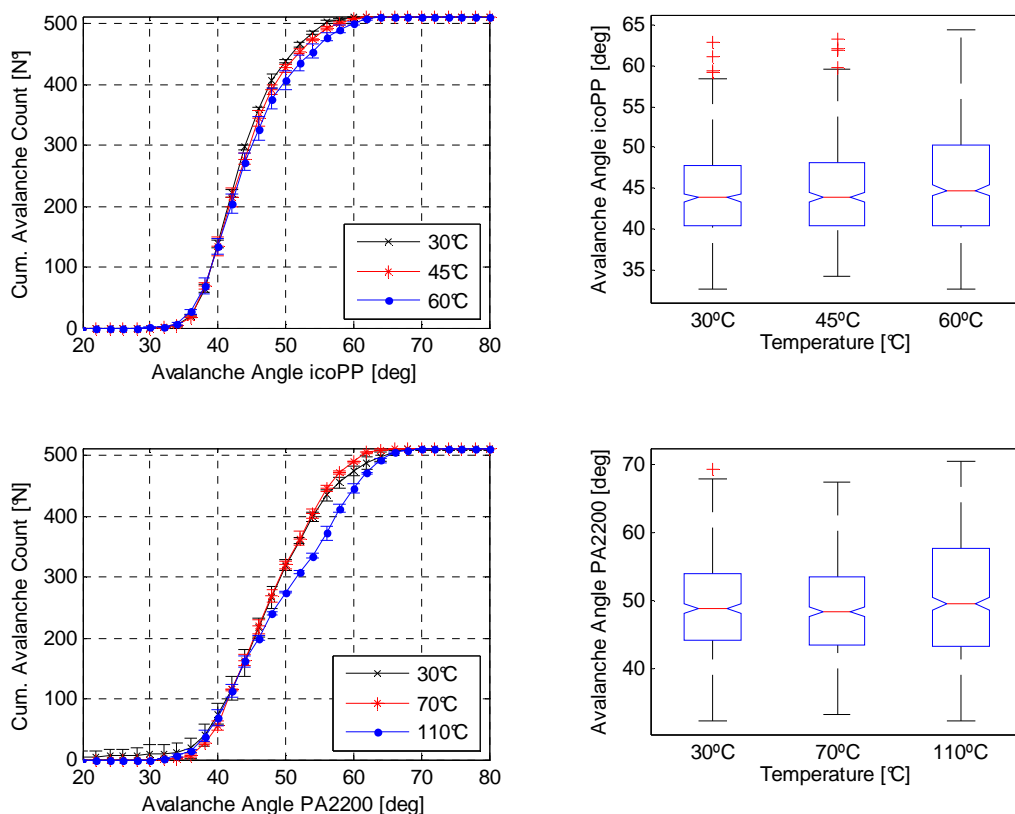 Cum. Avalanche Count [N°]
500
400
300
200
100
0
30℃
45℃
60℃
20 30 40 50 60 70 80
Avalanche Angle icoPP [deg]
Avalanche Angle icoPP [deg]
65
60
55
50
45
40
35
30ºC 45ºC 60ºC
Temperature [℃]
Cum. Avalanche Count [°N]
500
400
300
200
100
0
30℃
70℃
110℃
20 30 40 50 60 70 80
Avalanche Angle PA2200 [deg]
Avalanche Angle PA2200 [deg]
70
60
50
40
30ºC 70ºC 110ºC
Temperature [℃]